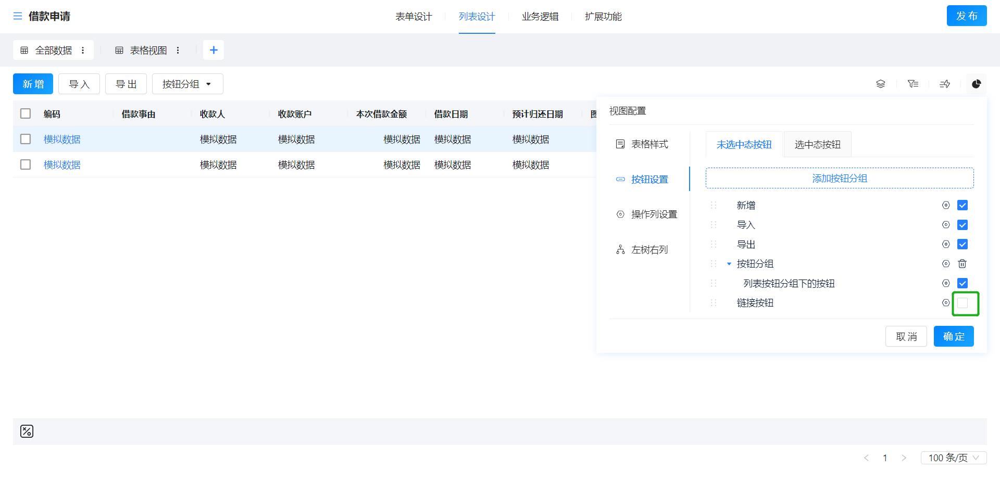 借款申请
表单设计 列表设计 业务逻辑 扩展功能
发布
全部数据 表格视图
新增 导入 导出 按钮分组
编码 借款事由 收款人 收款账户 本次借款金额 借款日期 预计归还日期
模拟数据 模拟数据 模拟数据 模拟数据 模拟数据 模拟数据
模拟数据 模拟数据 模拟数据 模拟数据 模拟数据 模拟数据
视图配置
表格样式
按钮设置
操作列设置
左树右列
未选中态按钮 选中态按钮
添加按钮分组
新增
导入
导出
按钮分组
列表按钮分组下的按钮
链接按钮
取消 确定
1 100 条/页